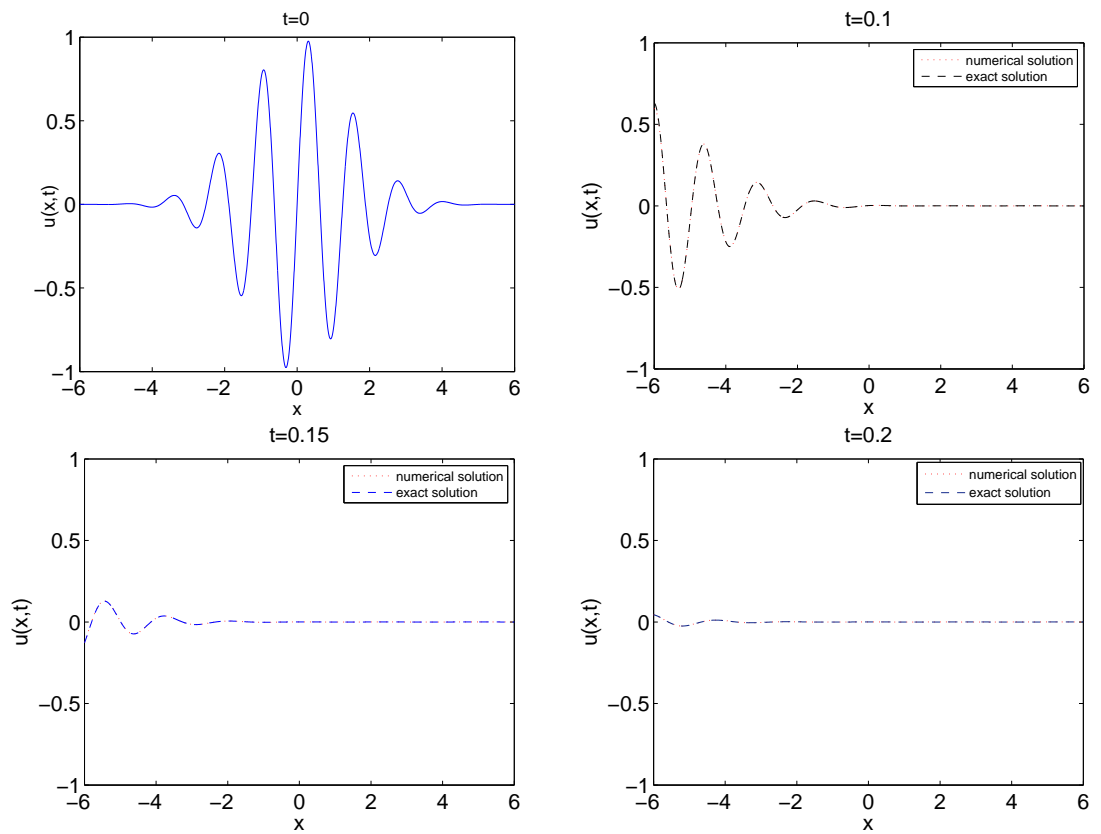 t=0
1
0.5
0
−0.5
−1
u(x,t)
−6 −4 −2 0 2 4 6
x
t=0.1
1
0.5
0
−0.5
−1
u(x,t)
numerical solution
exact solution
−6 −4 −2 0 2 4 6
x
t=0.15
1
0.5
0
−0.5
−1
u(x,t)
numerical solution
exact solution
−6 −4 −2 0 2 4 6
x
t=0.2
1
0.5
0
−0.5
−1
u(x,t)
numerical solution
exact solution
−6 −4 −2 0 2 4 6
x